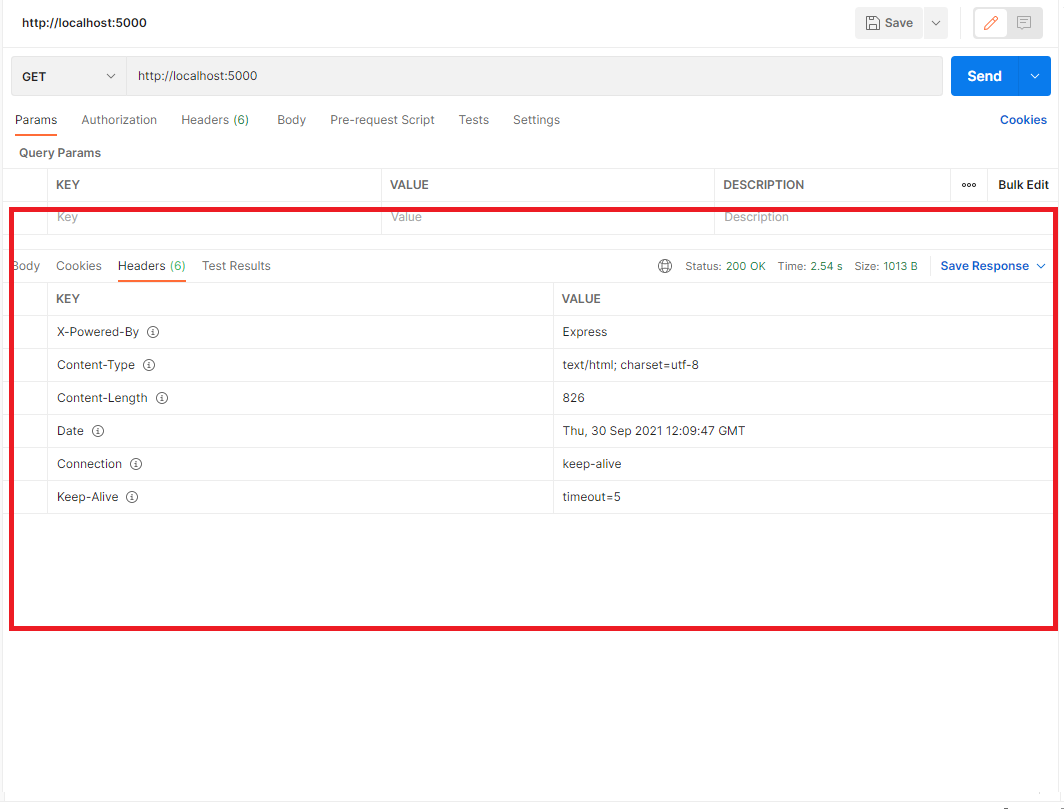 http://localhost:5000 Save
GET http://localhost:5000 Send
Params Authorization Headers (6) Body Pre-request Script Tests Settings Cookies
Query Params
KEY VALUE DESCRIPTION Bulk Edit
Key Value Description
Body Cookies Headers (6) Test Results Status: 200 OK Time: 2.54 s Size: 1013 B Save Response
KEY VALUE
X-Powered-By Express
Content-Type text/html; charset=utf-8
Content-Length 826
Date Thu, 30 Sep 2021 12:09:47 GMT
Connection keep-alive
Keep-Alive timeout=5